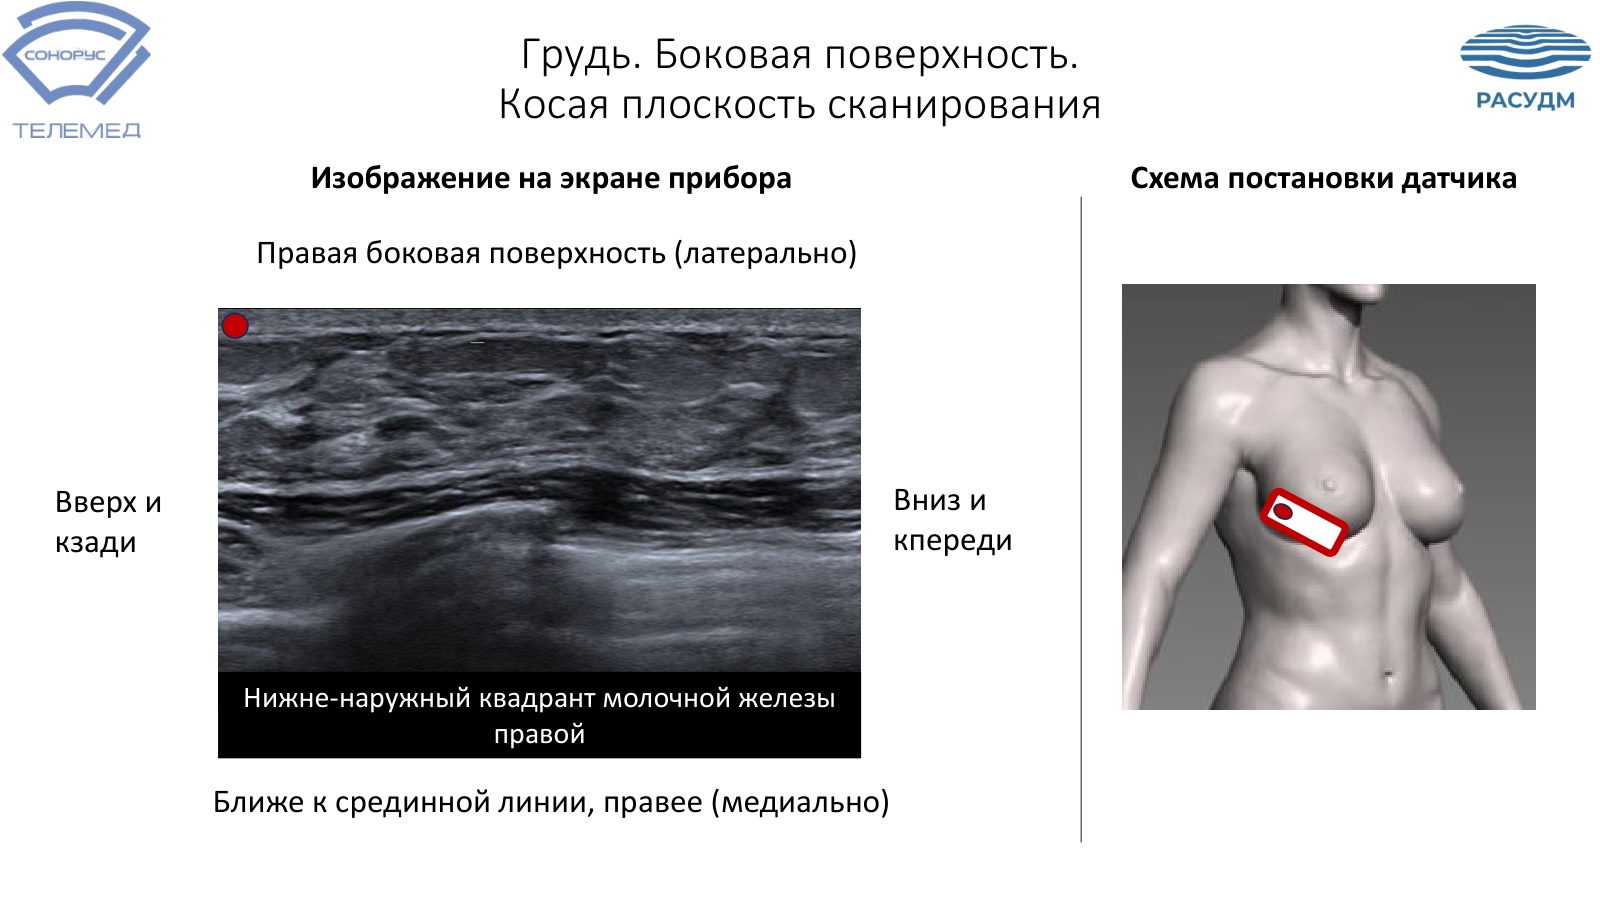 СОНОРУС
ТЕЛЕМЕД
Грудь. Боковая поверхность.
Косая плоскость сканирования
РАСУДМ
Изображение на экране прибора
Схема постановки датчика
Правая боковая поверхность (латерально)
Вверх и
кзади
Вниз и
кпереди
Нижне-наружный квадрант молочной железы
правой
Ближе к срединной линии, правее (медиально)